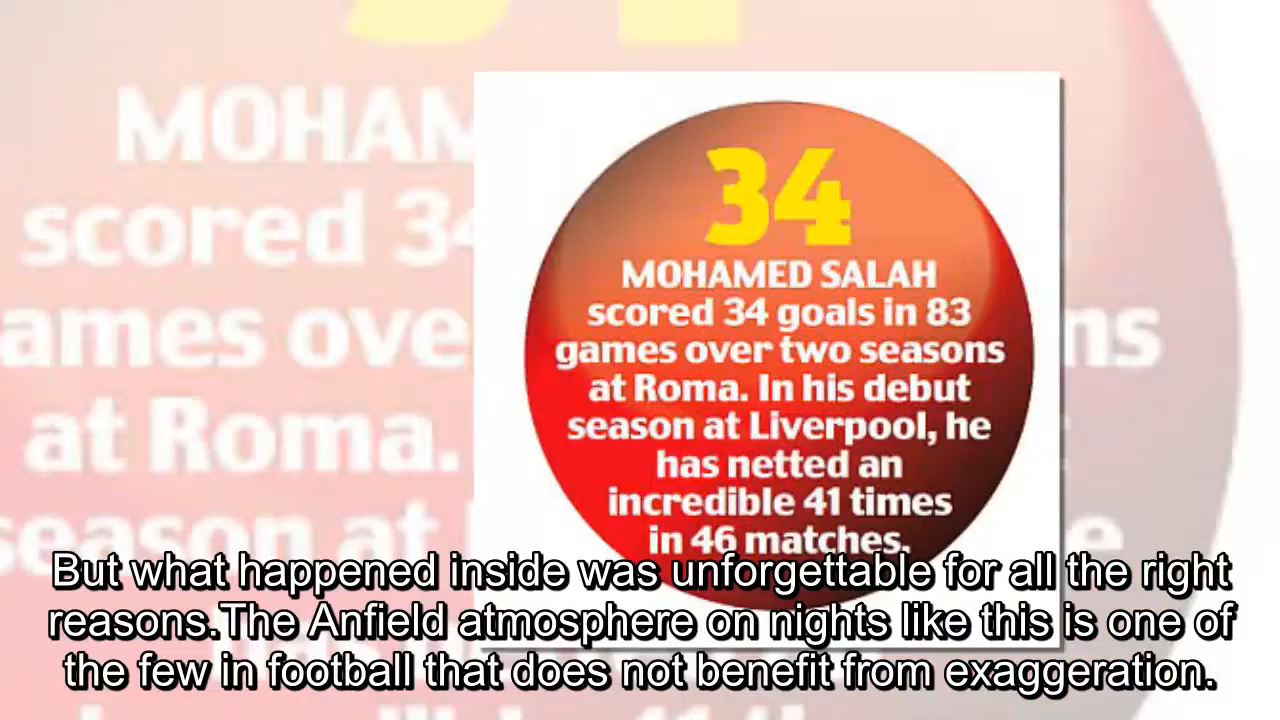 34
MOHAMED SALAH
scored 34 goals in 83
games over two seasons
at Roma. In his debut
season at Liverpool, he
has netted an
incredible 41 times
in 46 matches.
But what happened inside was unforgettable for all the right
reasons.The Anfield atmosphere on nights like this is one of
the few in football that does not benefit from exaggeration.